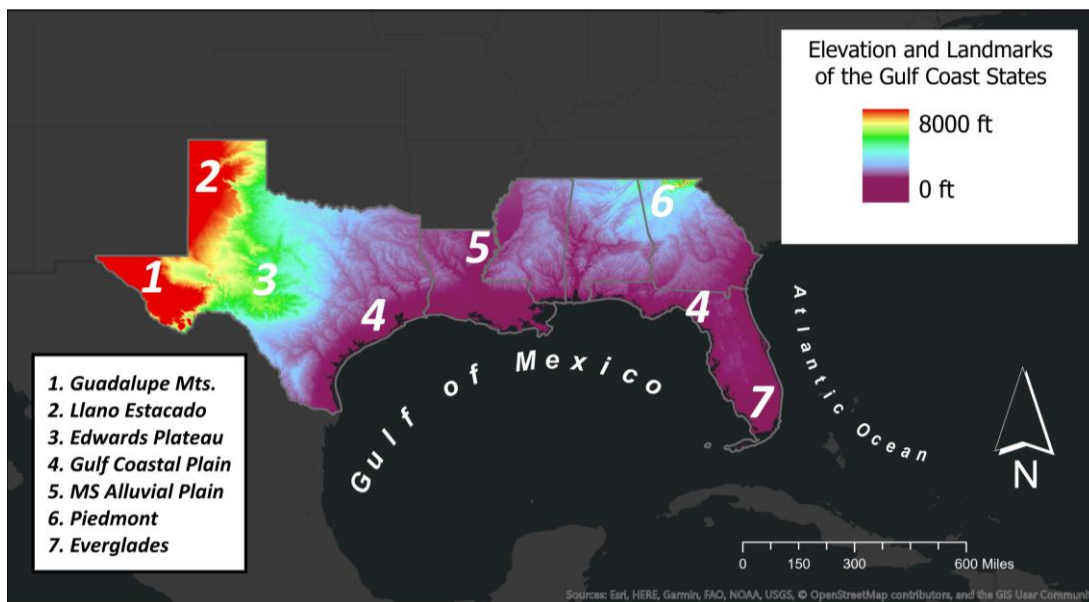 Elevation and Landmarks
of the Gulf Coast States
8000 ft
0 ft
2
6
5
1
3
4
4
7
Gulf of Mexico
Atlantic Ocean
1. Guadalupe Mts.
2. Llano Estacado
3. Edwards Plateau
4. Gulf Coastal Plain
5. MS Alluvial Plain
6. Piedmont
7. Everglades
N
0 150 300 600 Miles
Sources: Esri, HERE, Garmin, FAO, NOAA, USGS, © OpenStreetMap contributors, and the GIS User Commun